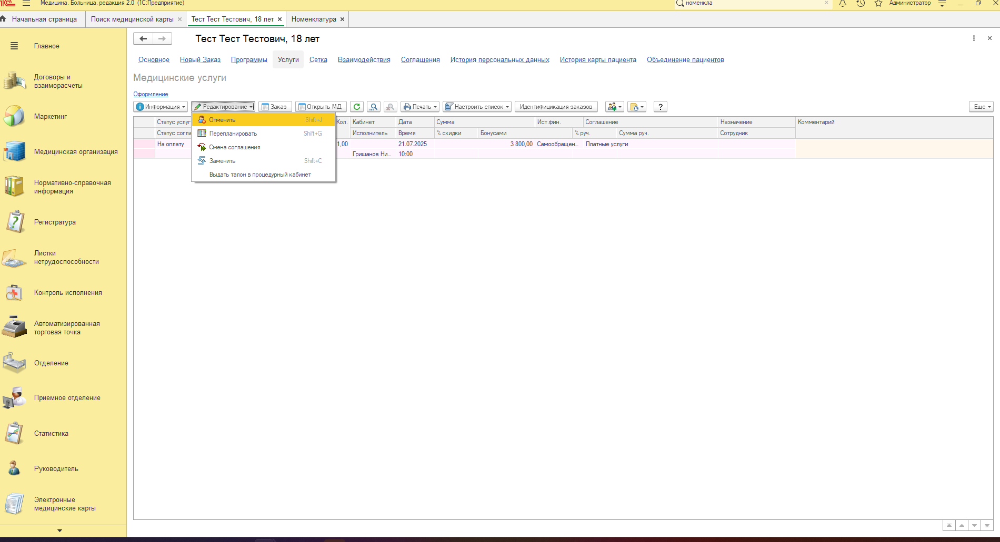 Медицина. Больница, редакция 2.0 (1С:Предприятие)
номенкла
Администратор
Начальная страница
Поиск медицинской карты
Тест Тест Тестович, 18 лет
Номенклатура
Главное
Договоры и
взаиморасчеты
Маркетинг
Медицинская организация
Нормативно-справочная
информация
Регистратура
Листки
нетрудоспособности
Контроль исполнения
Автоматизированная
торговая точка
Отделение
Приемное отделение
Статистика
Руководитель
Электронные
медицинские карты
Тест Тест Тестович, 18 лет
Основное Новый Заказ Программы Услуги Сетка Взаимодействия Соглашения История персональных данных История карты пациента Объединение пациентов
Медицинские услуги
Оформление
Информация Редактирование Заказ Открыть МД Печать Настроить список Идентифицикация заказов ? Еще
Статус услуг Кол. Кабинет Дата Сумма Ист.фин. Соглашение Назначение Комментарий
Статус согла Исполнитель Время % скидки Бонусами % руч. Сумма руч. Сотрудник
На оплату 1,00 21.07.2025 3 800,00 Самообращен... Платные услуги
Гришанов Ни... 10:00
Отменить Shift+J
Перепланировать Shift+G
Смена соглашения
Заменить Shift+C
Выдать талон в процедурный кабинет